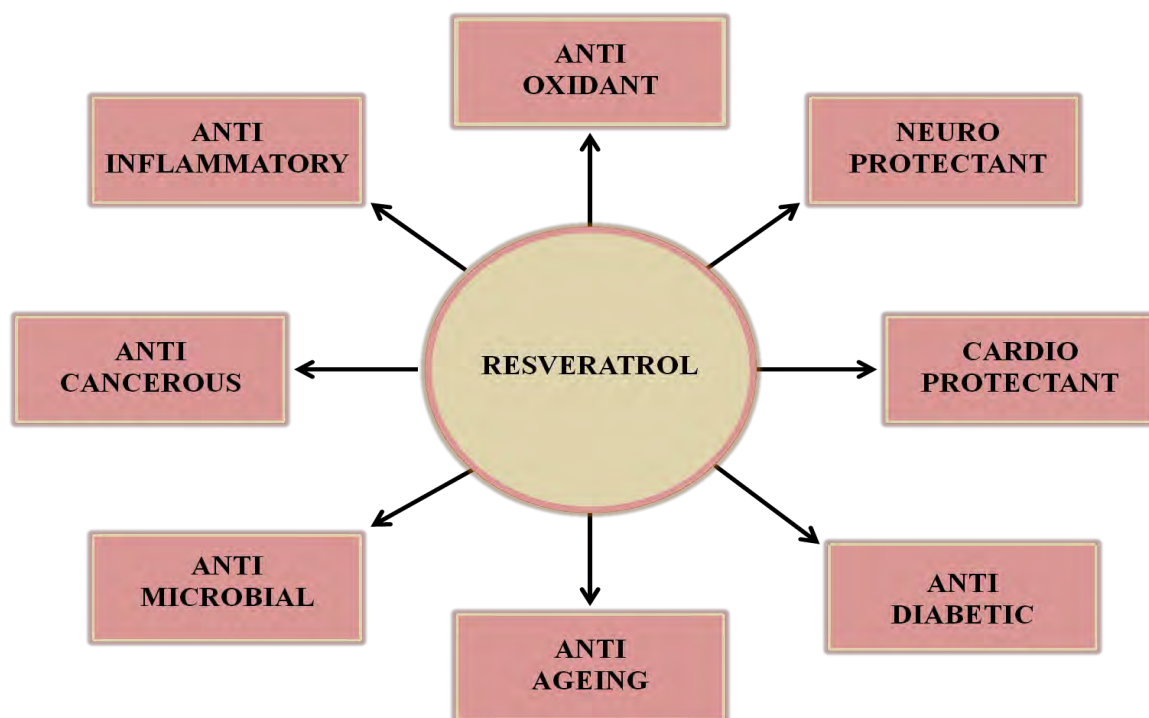 ANTI
OXIDANT
ANTI
INFLAMMATORY
NEURO
PROTECTANT
ANTI
CANCEROUS
RESVERATROL
CARDIO
PROTECTANT
ANTI
MICROBIAL
ANTI
DIABETIC
ANTI
AGEING